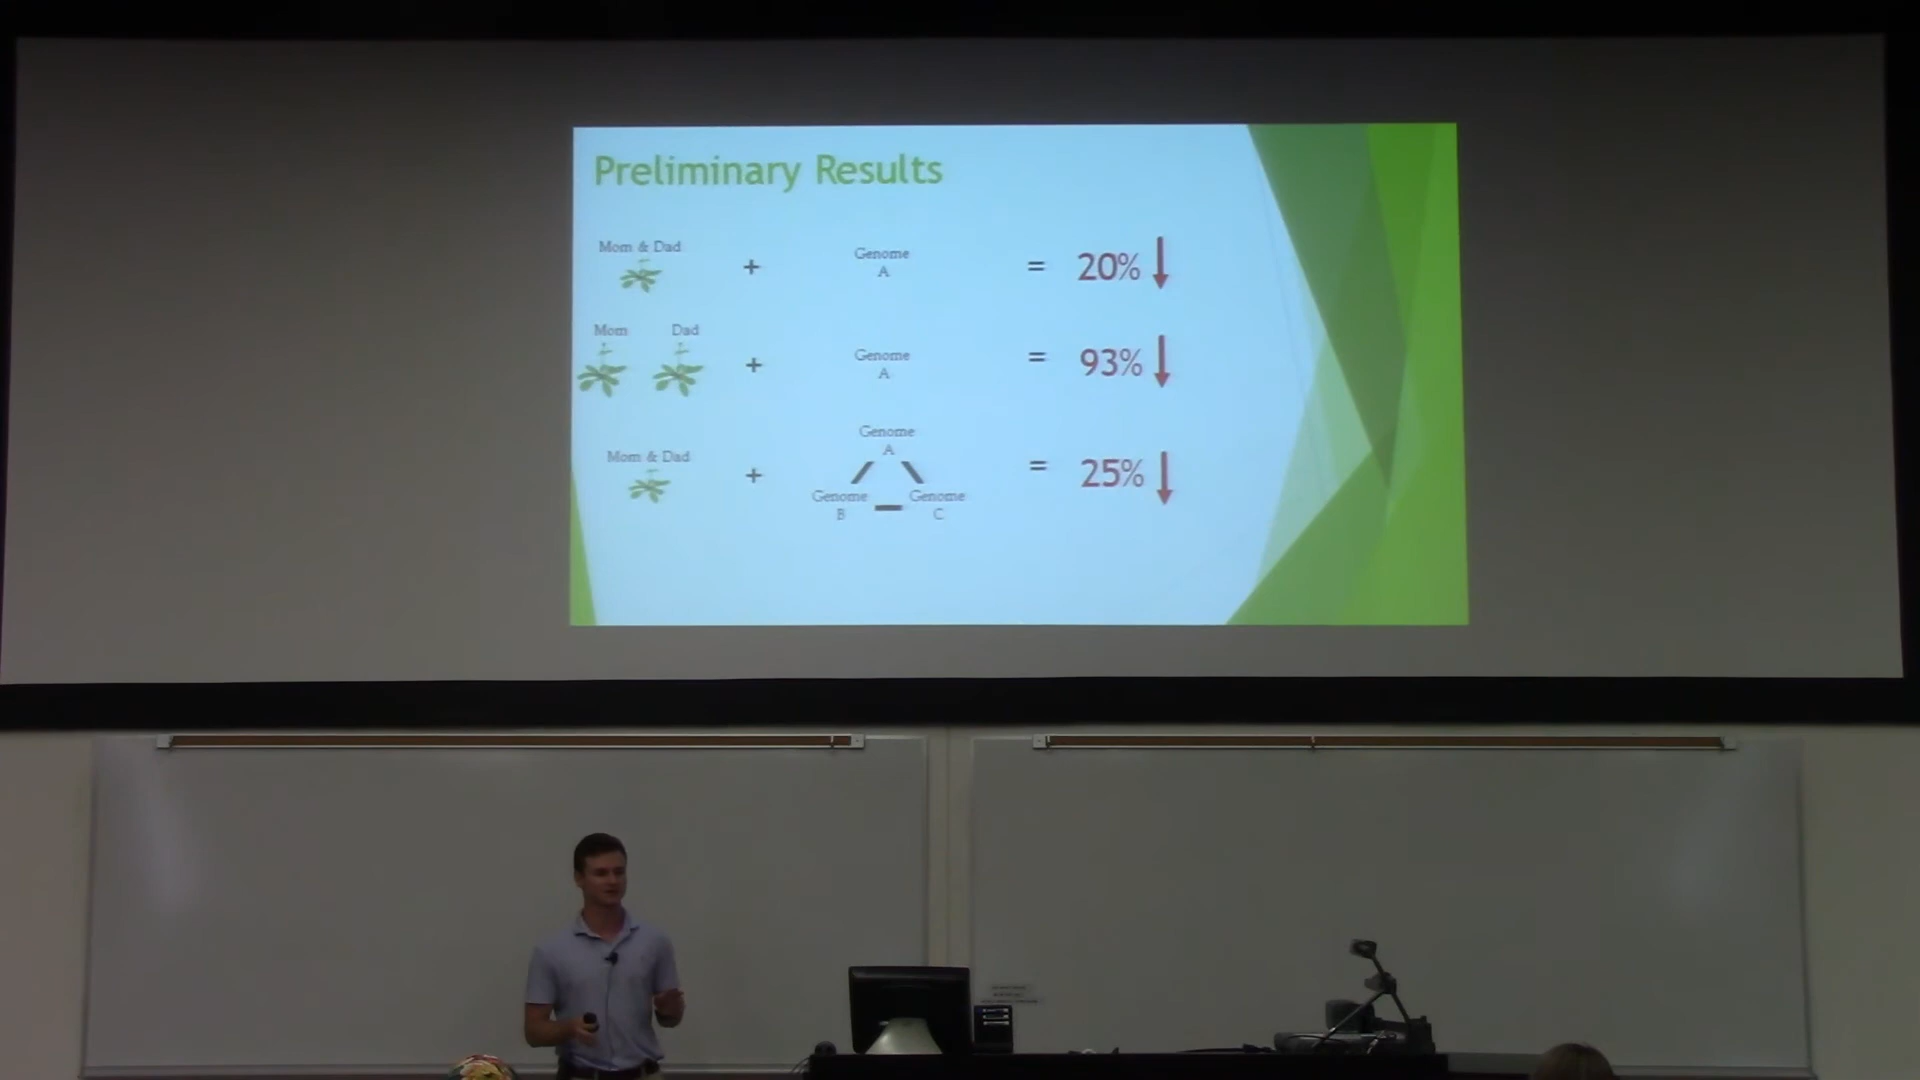 Preliminary Results
Mom & Dad
+
Genome
A
= 20%
Mom Dad
+
Genome
A
= 93%
Mom & Dad
+
Genome
A
Genome Genome
B C
= 25%